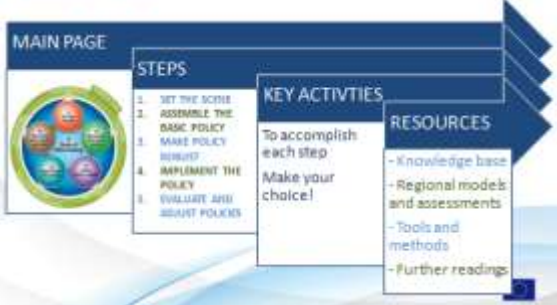 MAIN PAGE
STEPS
1. SET THE SCENE
2. ASSEMBLE THE
BASIC POLICY
3. MAKE POLICY
ROBUST
4. IMPLEMENT THE
POLICY
5. EVALUATE AND
ADJUST POLICIES
KEY ACTIVTIES
To accomplish
each step
Make your
choice!
RESOURCES
- Knowledge base
- Regional models
and assessments
- Tools and
methods
- Further readings